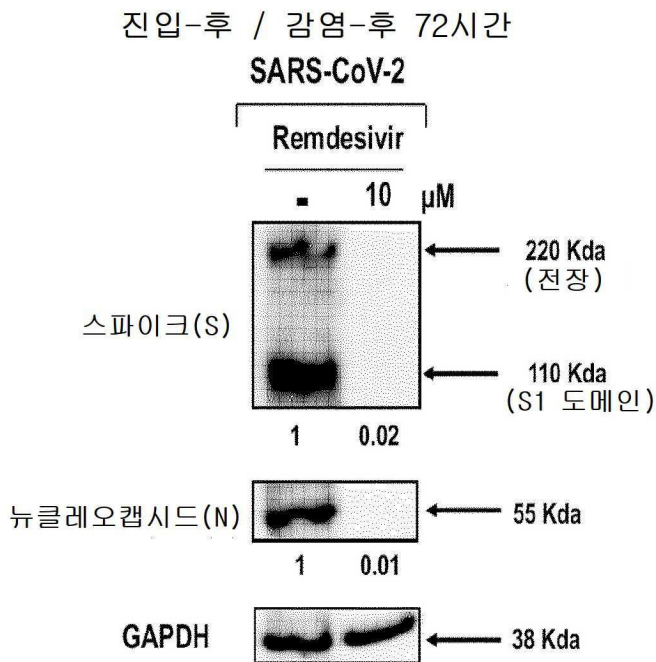 진입-후 / 감염-후 72시간
SARS-CoV-2
Remdesivir
- 10 μM
220 Kda
(전장)
스파이크(S)
110 Kda
(S1 도메인)
1 0.02
뉴클레오캡시드(N)
55 Kda
1 0.01
GAPDH
38 Kda